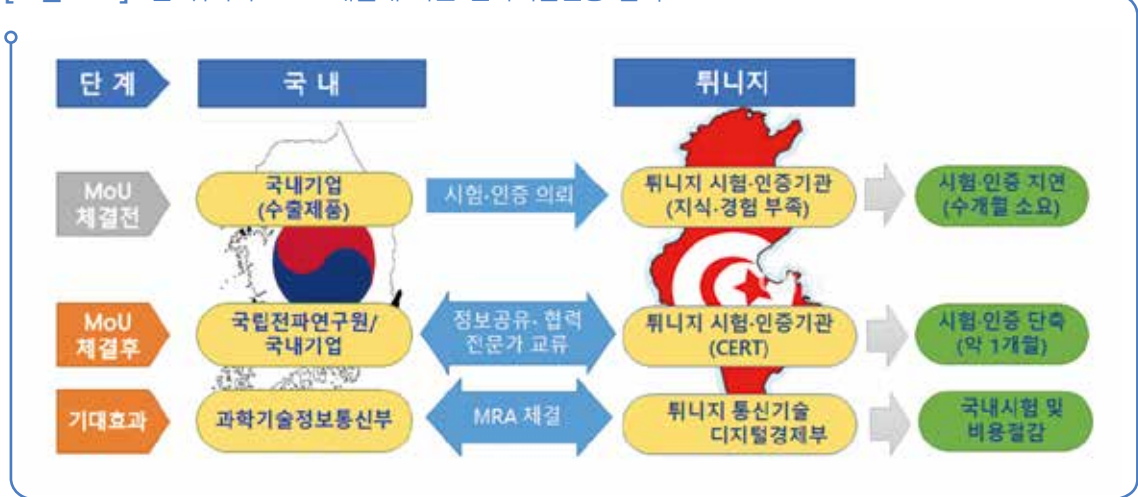 단 계
국 내
튀니지
MoU
체결전
국내기업
(수출제품)
시험·인증 의뢰
튀니지 시험·인증기관
(지식·경험 부족)
시험·인증 지연
(수개월 소요)
MoU
체결후
국립전파연구원/
국내기업
정보공유·협력
전문가 교류
튀니지 시험·인증기관
(CERT)
시험·인증 단축
(약 1개월)
기대효과
과학기술정보통신부
MRA 체결
튀니지 통신기술
디지털경제부
국내시험 및
비용절감